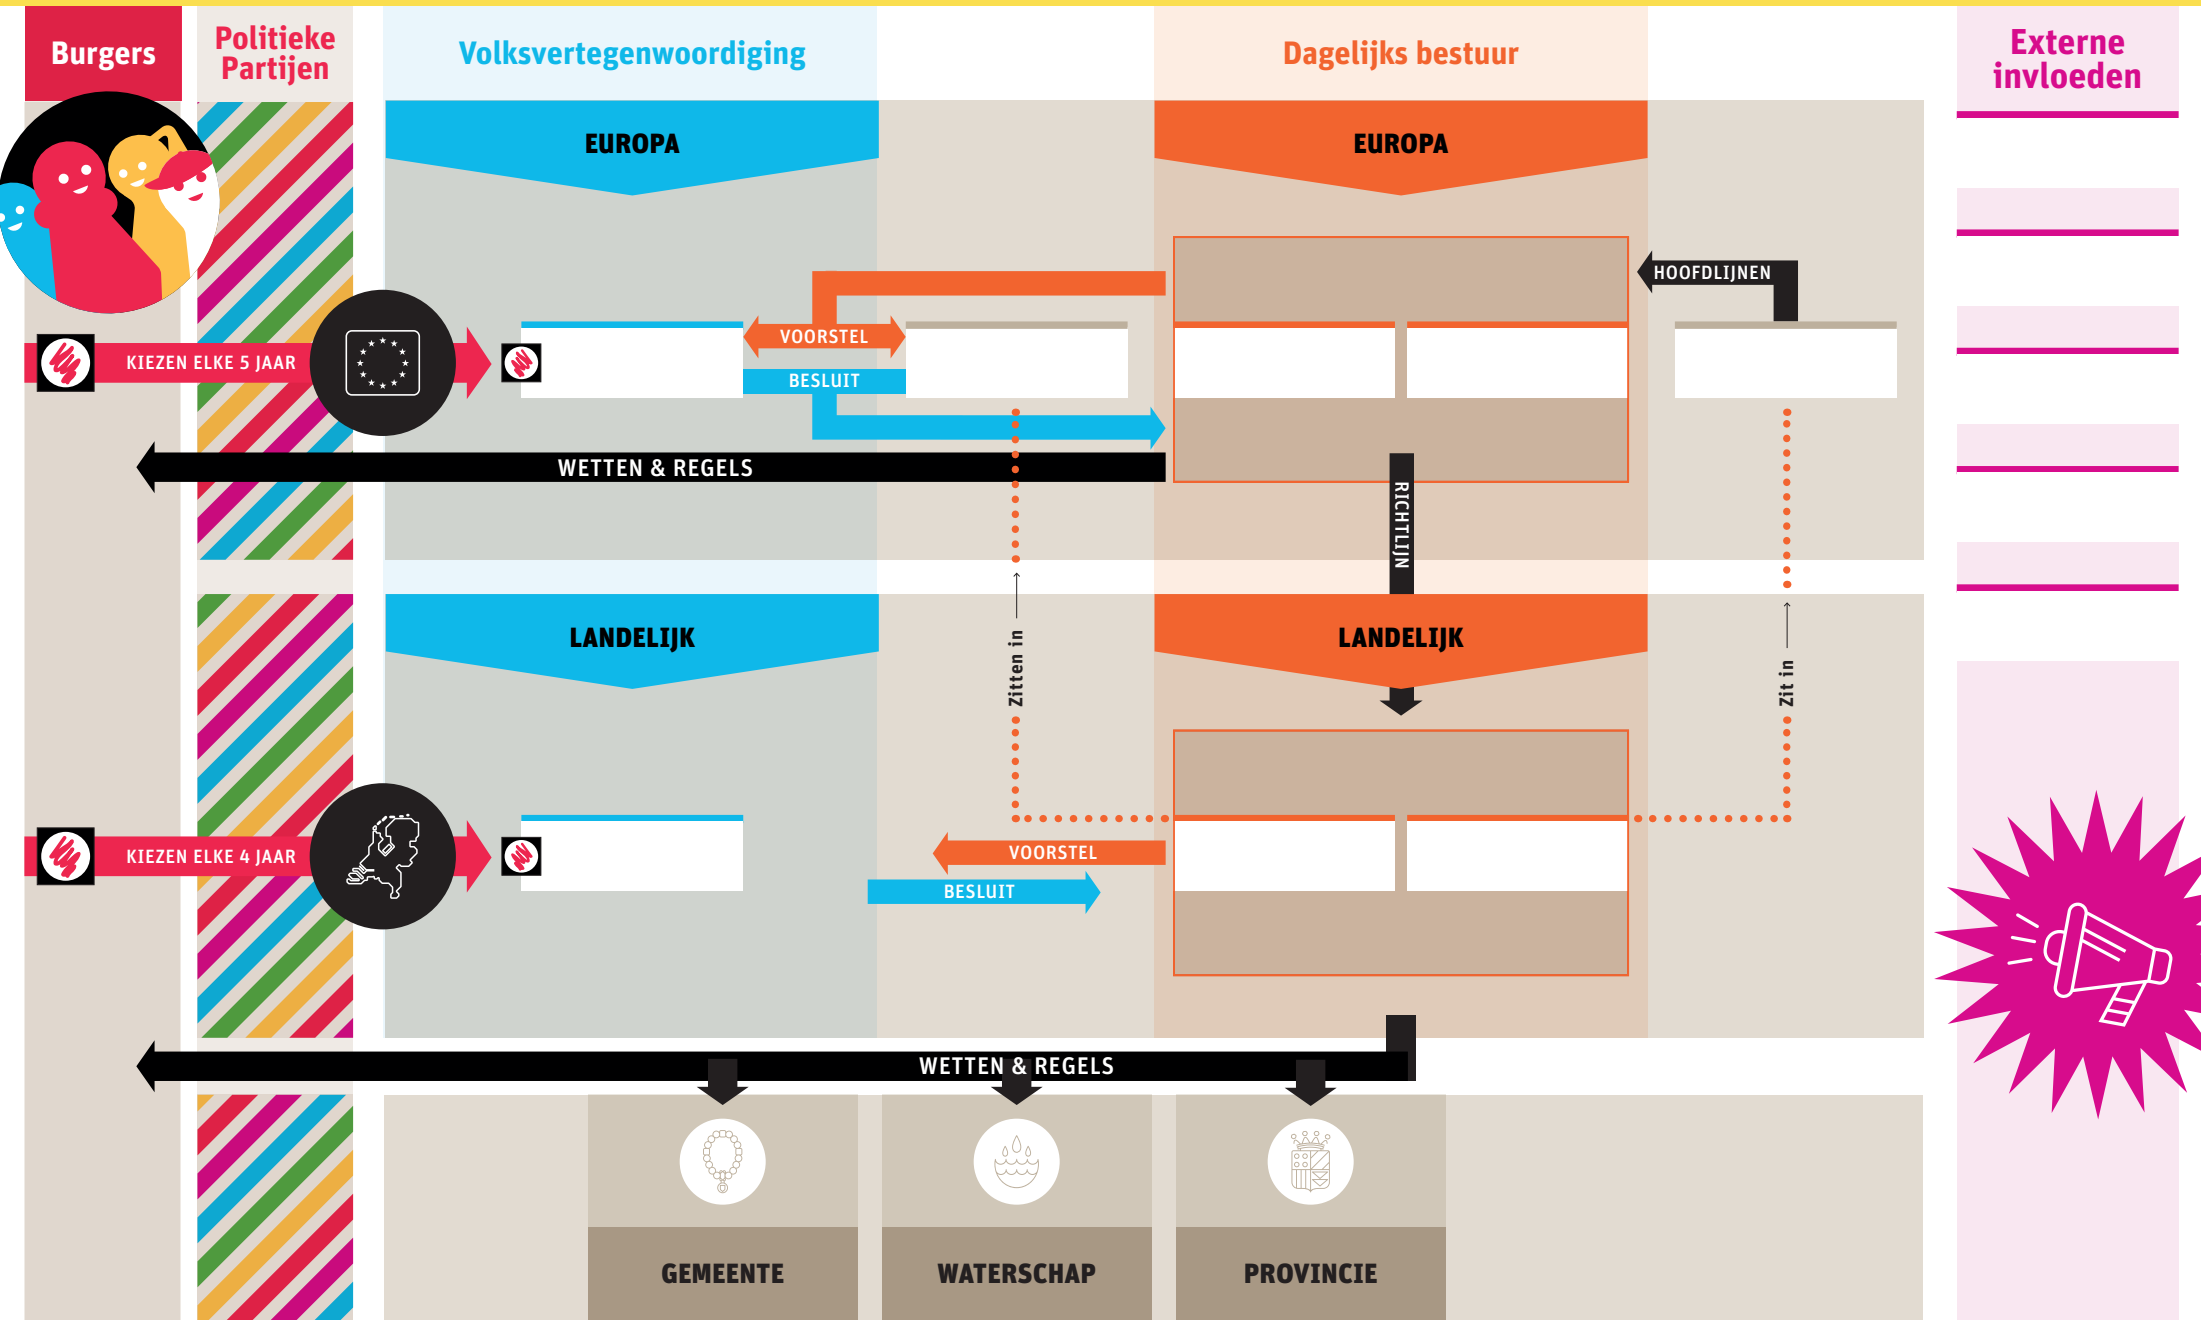 Burgers
Politieke
Partijen
Volksvertegenwoordiging
Dagelijks bestuur
Externe
invloeden
EUROPA
EUROPA
HOOFDLIJNEN
VOORSTEL
KIEZEN ELKE 5 JAAR
BESLUIT
WETTEN & REGELS
RICHTLIJN
LANDELIJK
LANDELIJK
Zitten in
Zit in
KIEZEN ELKE 4 JAAR
VOORSTEL
BESLUIT
WETTEN & REGELS
GEMEENTE
WATERSCHAP
PROVINCIE